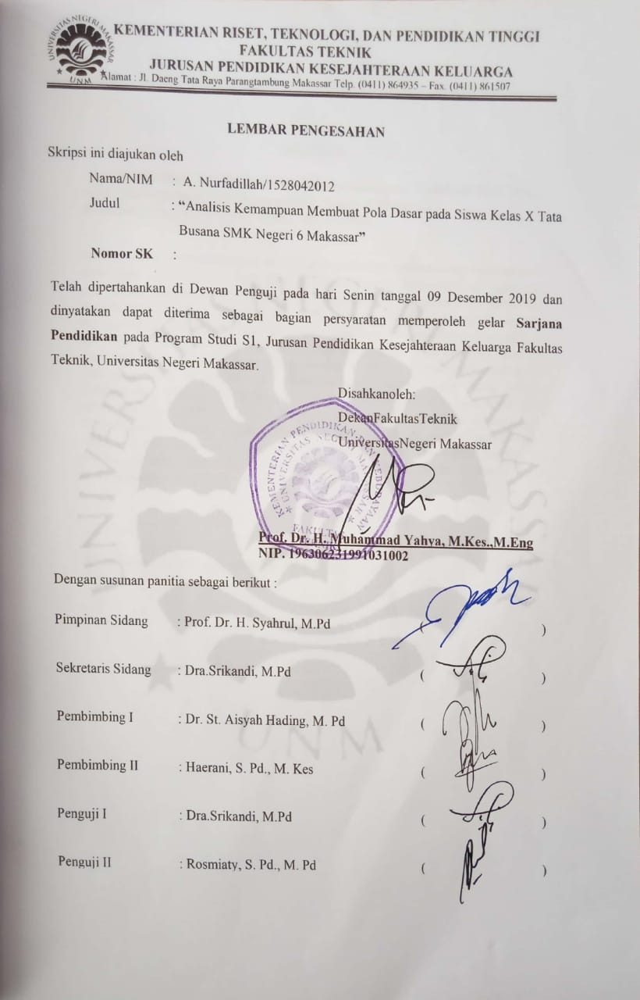 UNIVERSITAS NEGERI MAKASSAR
UNM
KEMENTERIAN RISET, TEKNOLOGI, DAN PENDIDIKAN TINGGI
FAKULTAS TEKNIK
JURUSAN PENDIDIKAN KESEJAHTERAAN KELUARGA
Alamat : Jl. Daeng Tata Raya Parangtambung Makassar Telp. (0411) 864935 – Fax. (0411) 861507
LEMBAR PENGESAHAN
Skripsi ini diajukan oleh
Nama/NIM : A. Nurfadillah/1528042012
Judul : “Analisis Kemampuan Membuat Pola Dasar pada Siswa Kelas X Tata
Busana SMK Negeri 6 Makassar”
Nomor SK :
Telah dipertahankan di Dewan Penguji pada hari Senin tanggal 09 Desember 2019 dan
dinyatakan dapat diterima sebagai bagian persyaratan memperoleh gelar Sarjana
Pendidikan pada Program Studi S1, Jurusan Pendidikan Kesejahteraan Keluarga Fakultas
Teknik, Universitas Negeri Makassar.
Disahkanoleh:
DekanFakultasTeknik
UniversitasNegeri Makassar
KEMENTERIAN PENDIDIKAN DAN KEBUDAYAAN
UNIVERSITAS NEGERI MAKASSAR
FAKULTAS
Prof. Dr. H. Muhammad Yahya, M.Kes.,M.Eng
NIP. 196306231991031002
Dengan susunan panitia sebagai berikut :
Pimpinan Sidang : Prof. Dr. H. Syahrul, M.Pd )
Sekretaris Sidang : Dra.Srikandi, M.Pd ( )
Pembimbing I : Dr. St. Aisyah Hading, M. Pd ( )
Pembimbing II : Haerani, S. Pd., M. Kes ( )
Penguji I : Dra.Srikandi, M.Pd ( )
Penguji II : Rosmiaty, S. Pd., M. Pd ( )
UNIVERSITAS NEGERI MAKASSAR
UNM